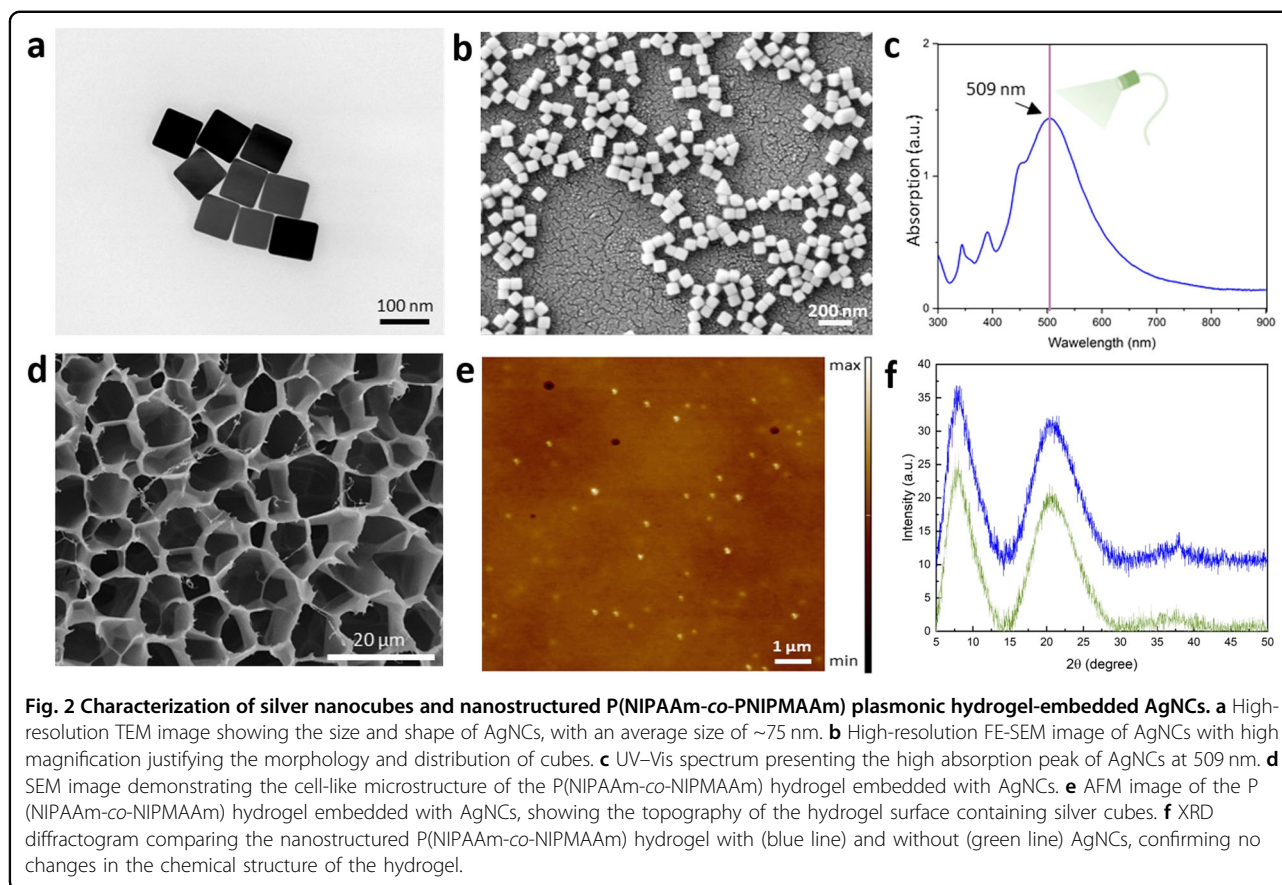 a
100 nm
b
200 nm
c
2
1.5
1
0
509 nm
Absorption (a.u.)
300 400 500 600 700 800 900
Wavelength (nm)
d
20 µm
e
1 µm
max
min
f
40
35
30
25
20
15
10
5
0
Intensity (a.u.)
5 10 15 20 25 30 35 40 45 50
2θ (degree)
Fig. 2 Characterization of silver nanocubes and nanostructured P(NIPAAm-co-PNIPMAAm) plasmonic hydrogel-embedded AgNCs. a High-
resolution TEM image showing the size and shape of AgNCs, with an average size of ~75 nm. b High-resolution FE-SEM image of AgNCs with high
magnification justifying the morphology and distribution of cubes. c UV–Vis spectrum presenting the high absorption peak of AgNCs at 509 nm. d
SEM image demonstrating the cell-like microstructure of the P(NIPAAm-co-NIPMAAm) hydrogel embedded with AgNCs. e AFM image of the P
(NIPAAm-co-NIPMAAm) hydrogel embedded with AgNCs, showing the topography of the hydrogel surface containing silver cubes. f XRD
diffractogram comparing the nanostructured P(NIPAAm-co-NIPMAAm) hydrogel with (blue line) and without (green line) AgNCs, confirming no
changes in the chemical structure of the hydrogel.